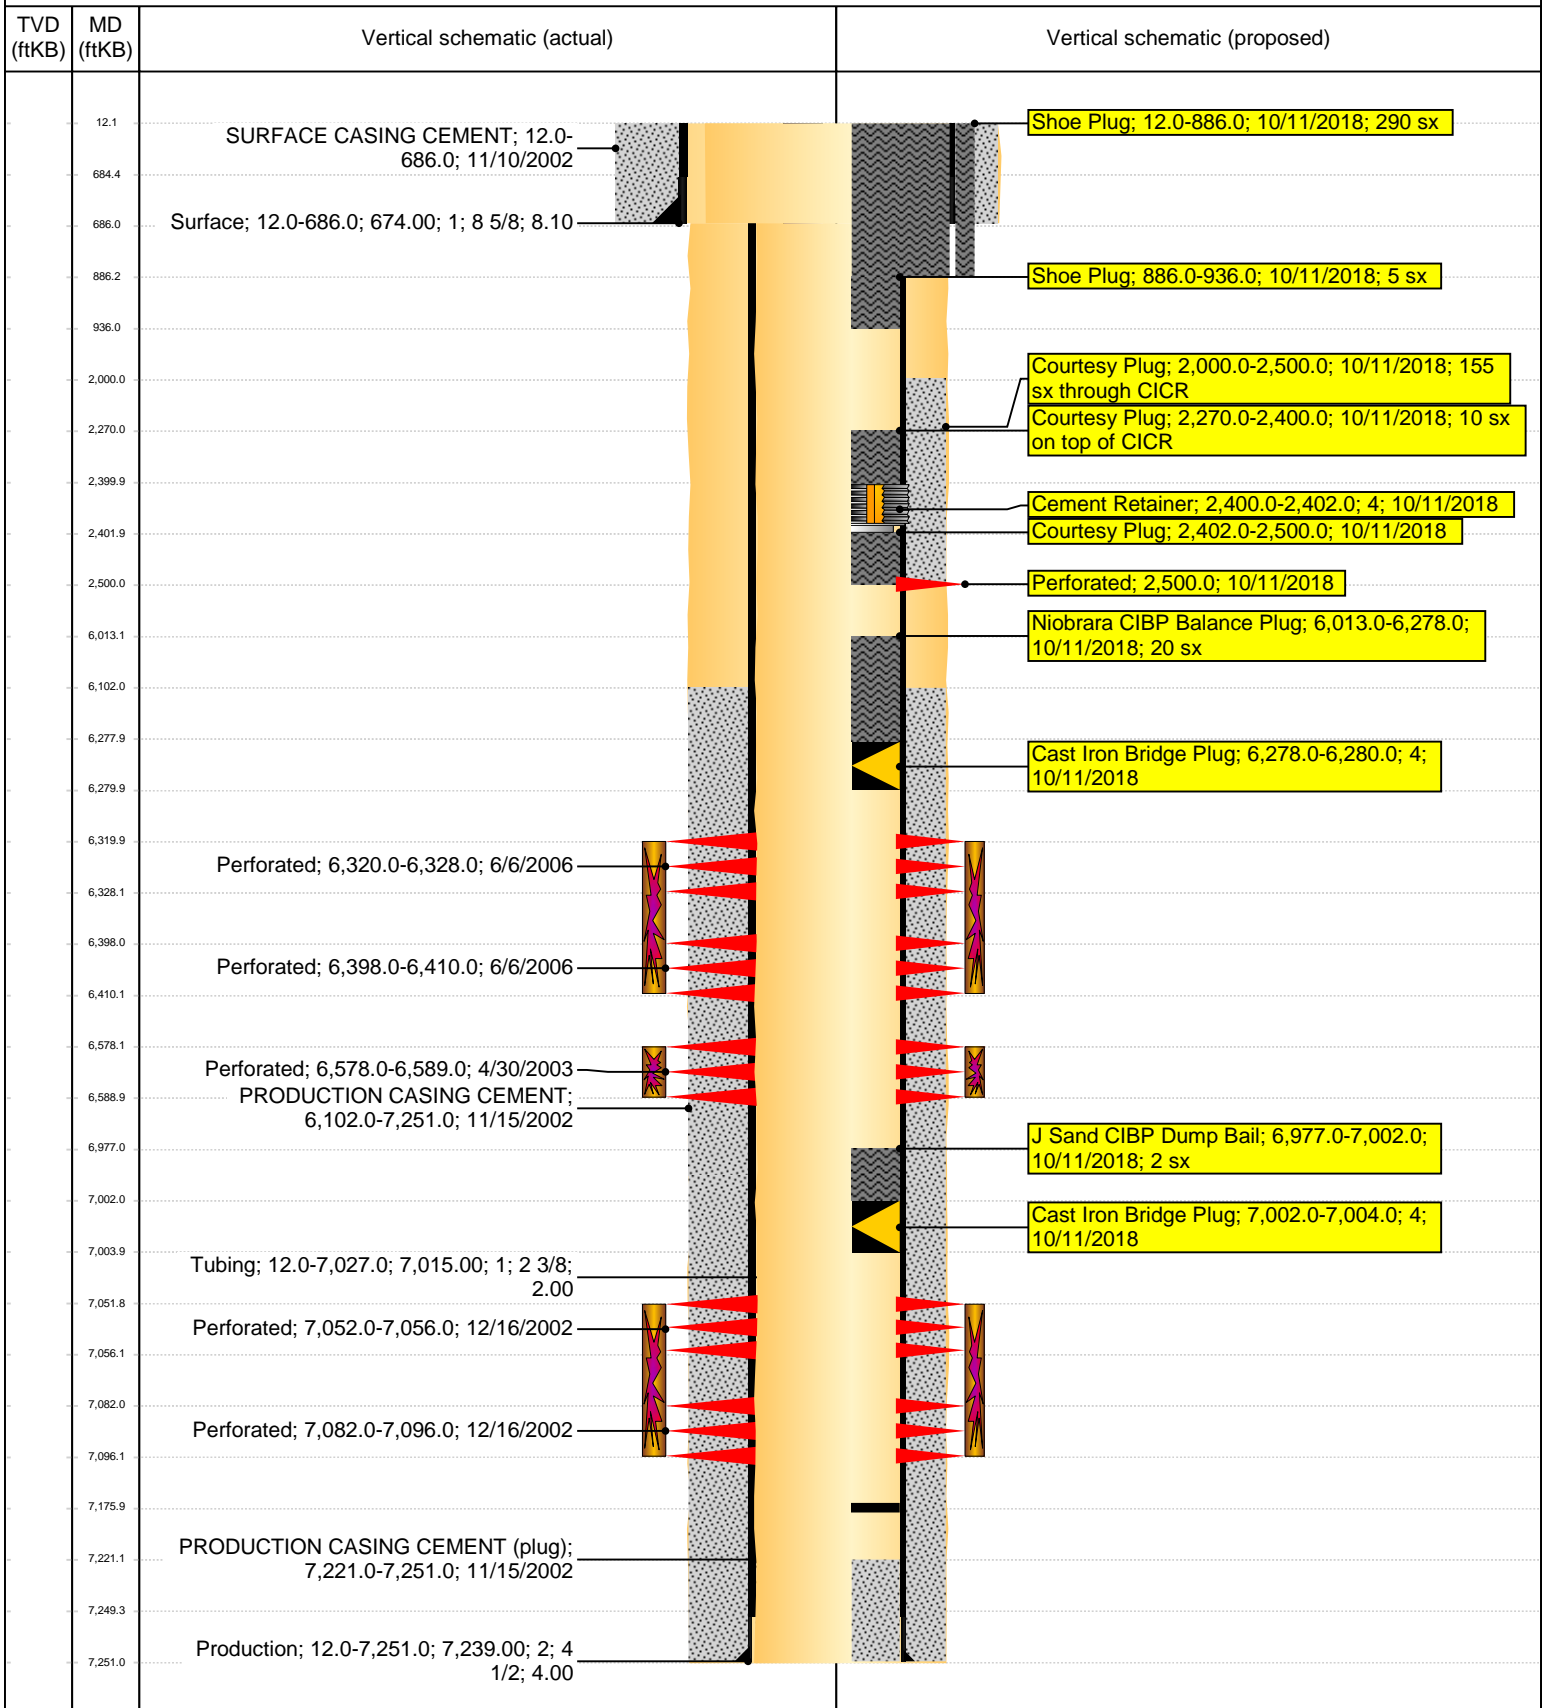 TVD
(ftKB)
MD
(ftKB)
Vertical schematic (actual)
Vertical schematic (proposed)
12.1
684.4
686.0
886.2
936.0
2,000.0
2,270.0
2,399.9
2,401.9
2,500.0
6,013.1
6,102.0
6,277.9
6,279.9
6,319.9
6,328.1
6,398.0
6,410.1
6,578.1
6,588.9
6,977.0
7,002.0
7,003.9
7,051.8
7,056.1
7,082.0
7,096.1
7,175.9
7,221.1
7,249.3
7,251.0
SURFACE CASING CEMENT; 12.0-
686.0; 11/10/2002
Surface; 12.0-686.0; 674.00; 1; 8 5/8; 8.10
Perforated; 6,320.0-6,328.0; 6/6/2006
Perforated; 6,398.0-6,410.0; 6/6/2006
Perforated; 6,578.0-6,589.0; 4/30/2003
PRODUCTION CASING CEMENT;
6,102.0-7,251.0; 11/15/2002
Tubing; 12.0-7,027.0; 7,015.00; 1; 2 3/8;
2.00
Perforated; 7,052.0-7,056.0; 12/16/2002
Perforated; 7,082.0-7,096.0; 12/16/2002
PRODUCTION CASING CEMENT (plug);
7,221.0-7,251.0; 11/15/2002
Production; 12.0-7,251.0; 7,239.00; 2; 4
1/2; 4.00
Shoe Plug; 12.0-886.0; 10/11/2018; 290 sx
Shoe Plug; 886.0-936.0; 10/11/2018; 5 sx
Courtesy Plug; 2,000.0-2,500.0; 10/11/2018; 155
sx through CICR
Courtesy Plug; 2,270.0-2,400.0; 10/11/2018; 10 sx
on top of CICR
Cement Retainer; 2,400.0-2,402.0; 4; 10/11/2018
Courtesy Plug; 2,402.0-2,500.0; 10/11/2018
Perforated; 2,500.0; 10/11/2018
Niobrara CIBP Balance Plug; 6,013.0-6,278.0;
10/11/2018; 20 sx
Cast Iron Bridge Plug; 6,278.0-6,280.0; 4;
10/11/2018
J Sand CIBP Dump Bail; 6,977.0-7,002.0;
10/11/2018; 2 sx
Cast Iron Bridge Plug; 7,002.0-7,004.0; 4;
10/11/2018